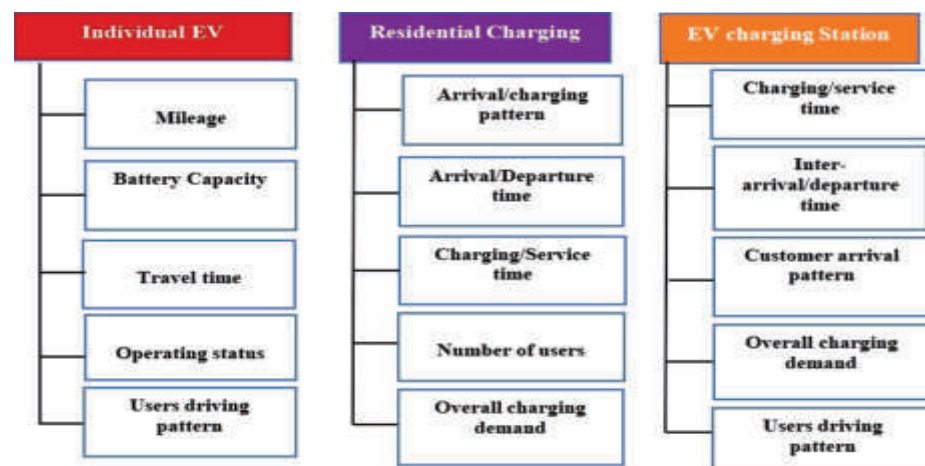 Individual EV
Mileage
Battery Capacity
Travel time
Operating status
Users driving
pattern
Residential Charging
Arrival/charging
pattern
Arrival/Departure
time
Charging/Service
time
Number of users
Overall charging
demand
EV charging Station
Charging/service
time
Inter-
arrival/departure
time
Customer arrival
pattern
Overall charging
demand
Users driving
pattern